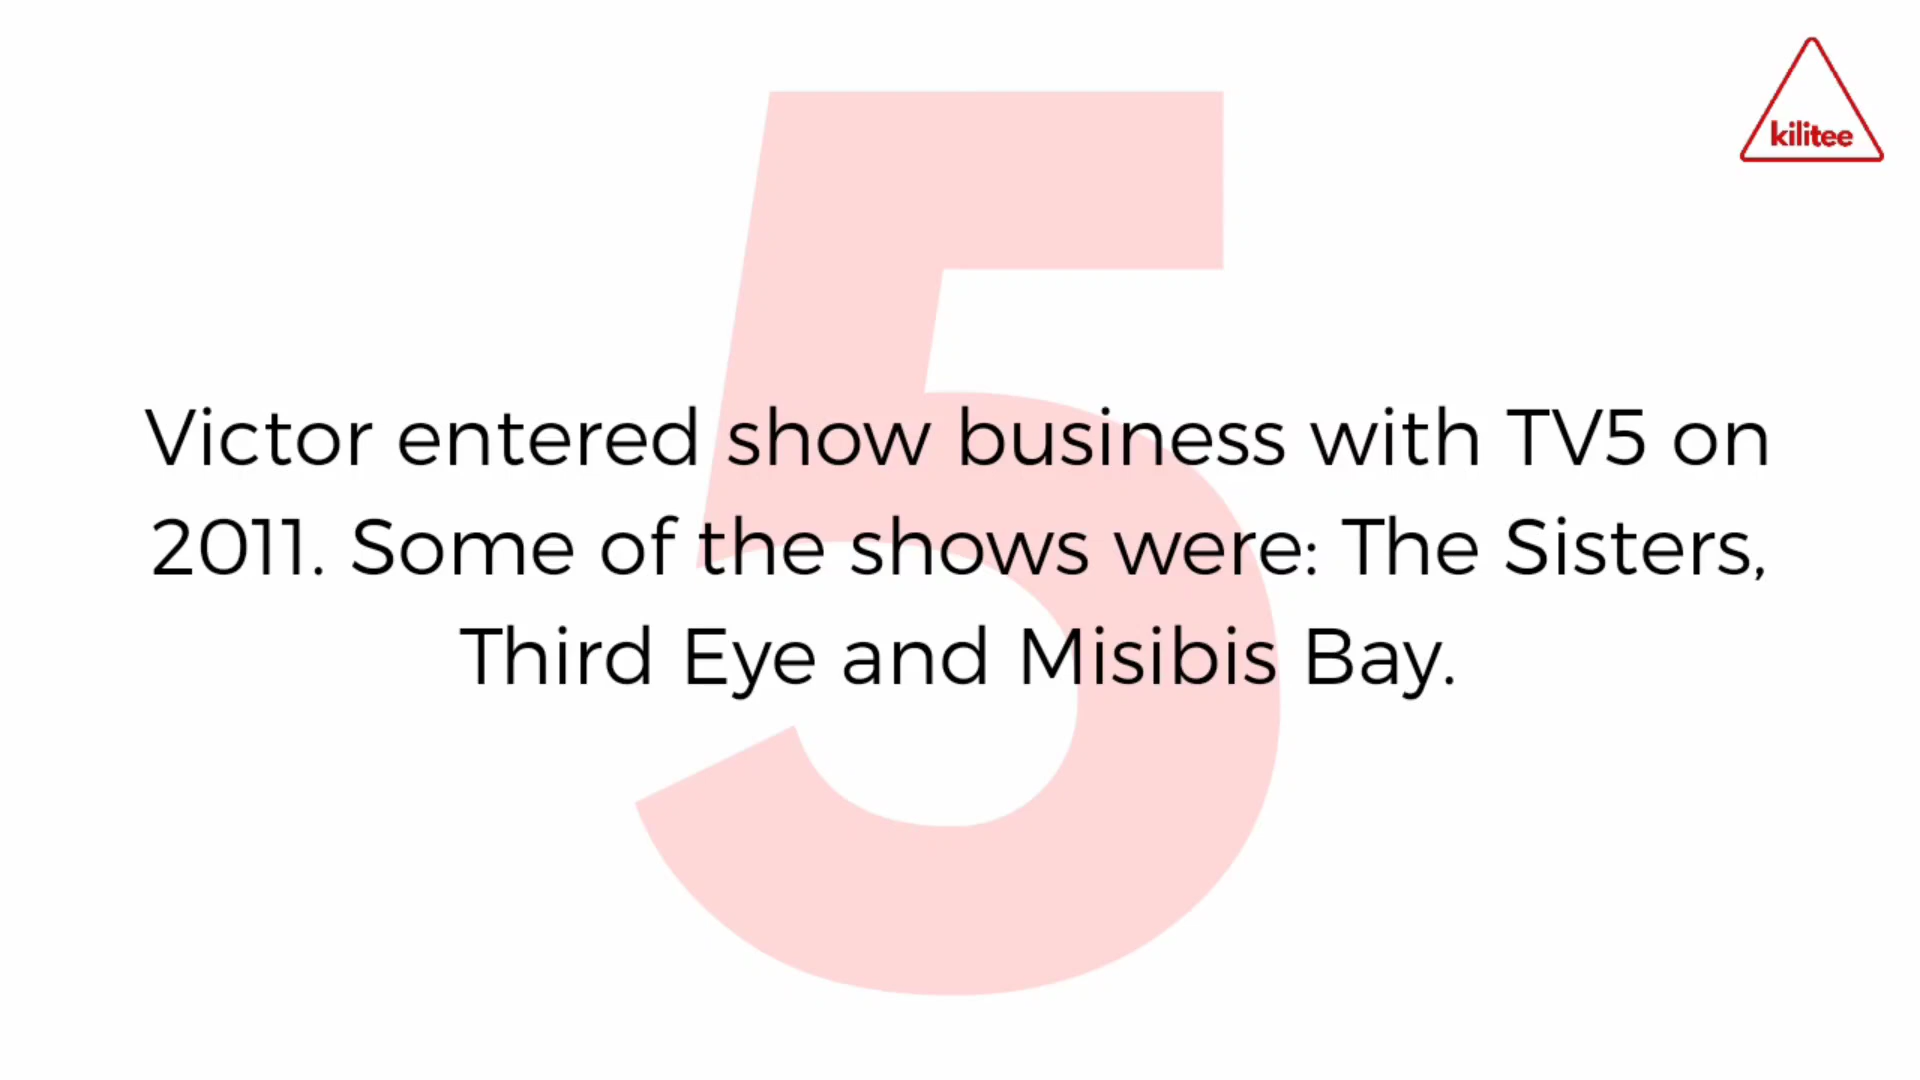 kilitee
5
Victor entered show business with TV5 on
2011. Some of the shows were: The Sisters,
Third Eye and Misibis Bay.